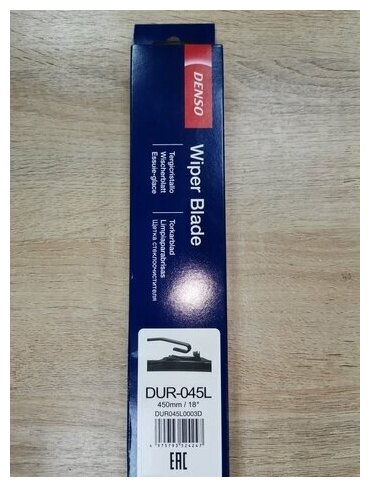 DENSO
Wiper Blade
Tergicristallo
Wischerblatt
Essuie-glace
Torkarblad
Limpiaparabrisas
Щетка стеклоочистителя
DUR-045L
450mm / 18"
DUR045L0003D
EAC